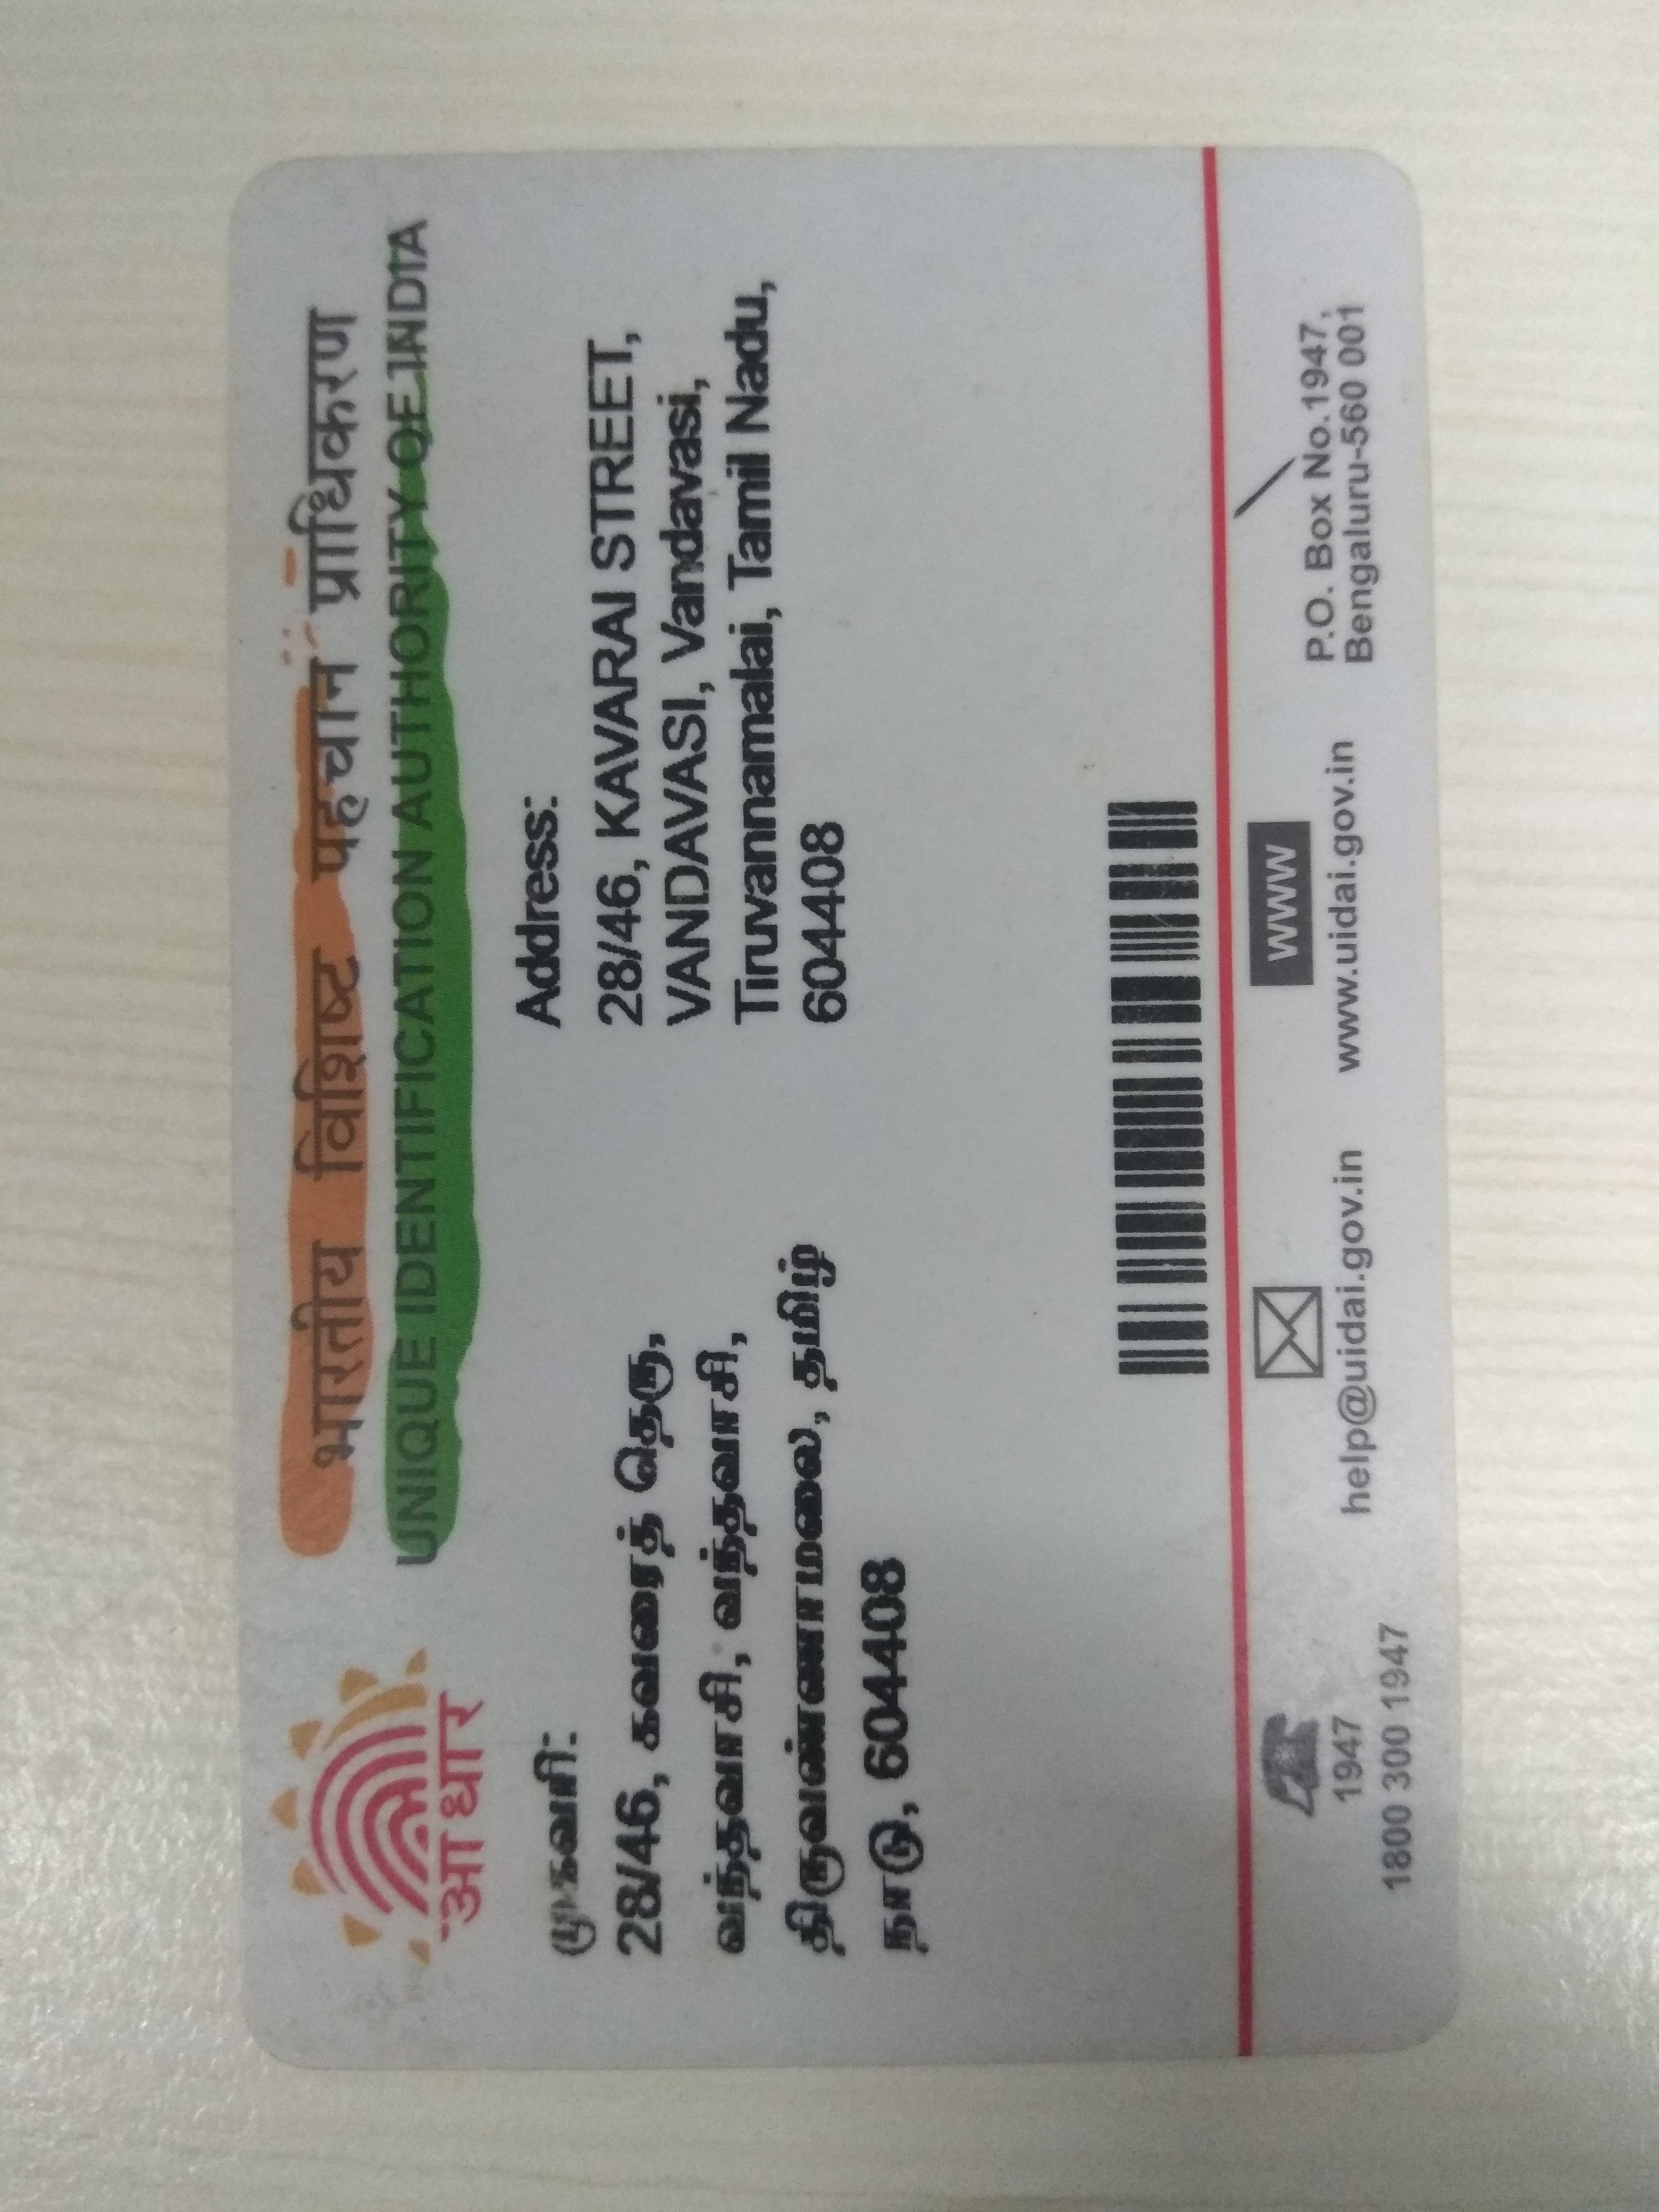 आधार
भारतीय विशिष्ट पहचान प्राधिकरण
UNIQUE IDENTIFICATION AUTHORITY OF INDIA
முகவரி:
28/46, கவரைத் தெரு,
வந்தவாசி, வந்தவாசி,
திருவண்ணாமலை, தமிழ்
நாடு, 604408
Address:
28/46, KAVARAI STREET,
VANDAVASI, Vandavasi,
Tiruvannamalai, Tamil Nadu,
604408
1947
1800 300 1947
help@uidai.gov.in
WWW
www.uidai.gov.in
P.O. Box No.1947,
Bengaluru-560 001